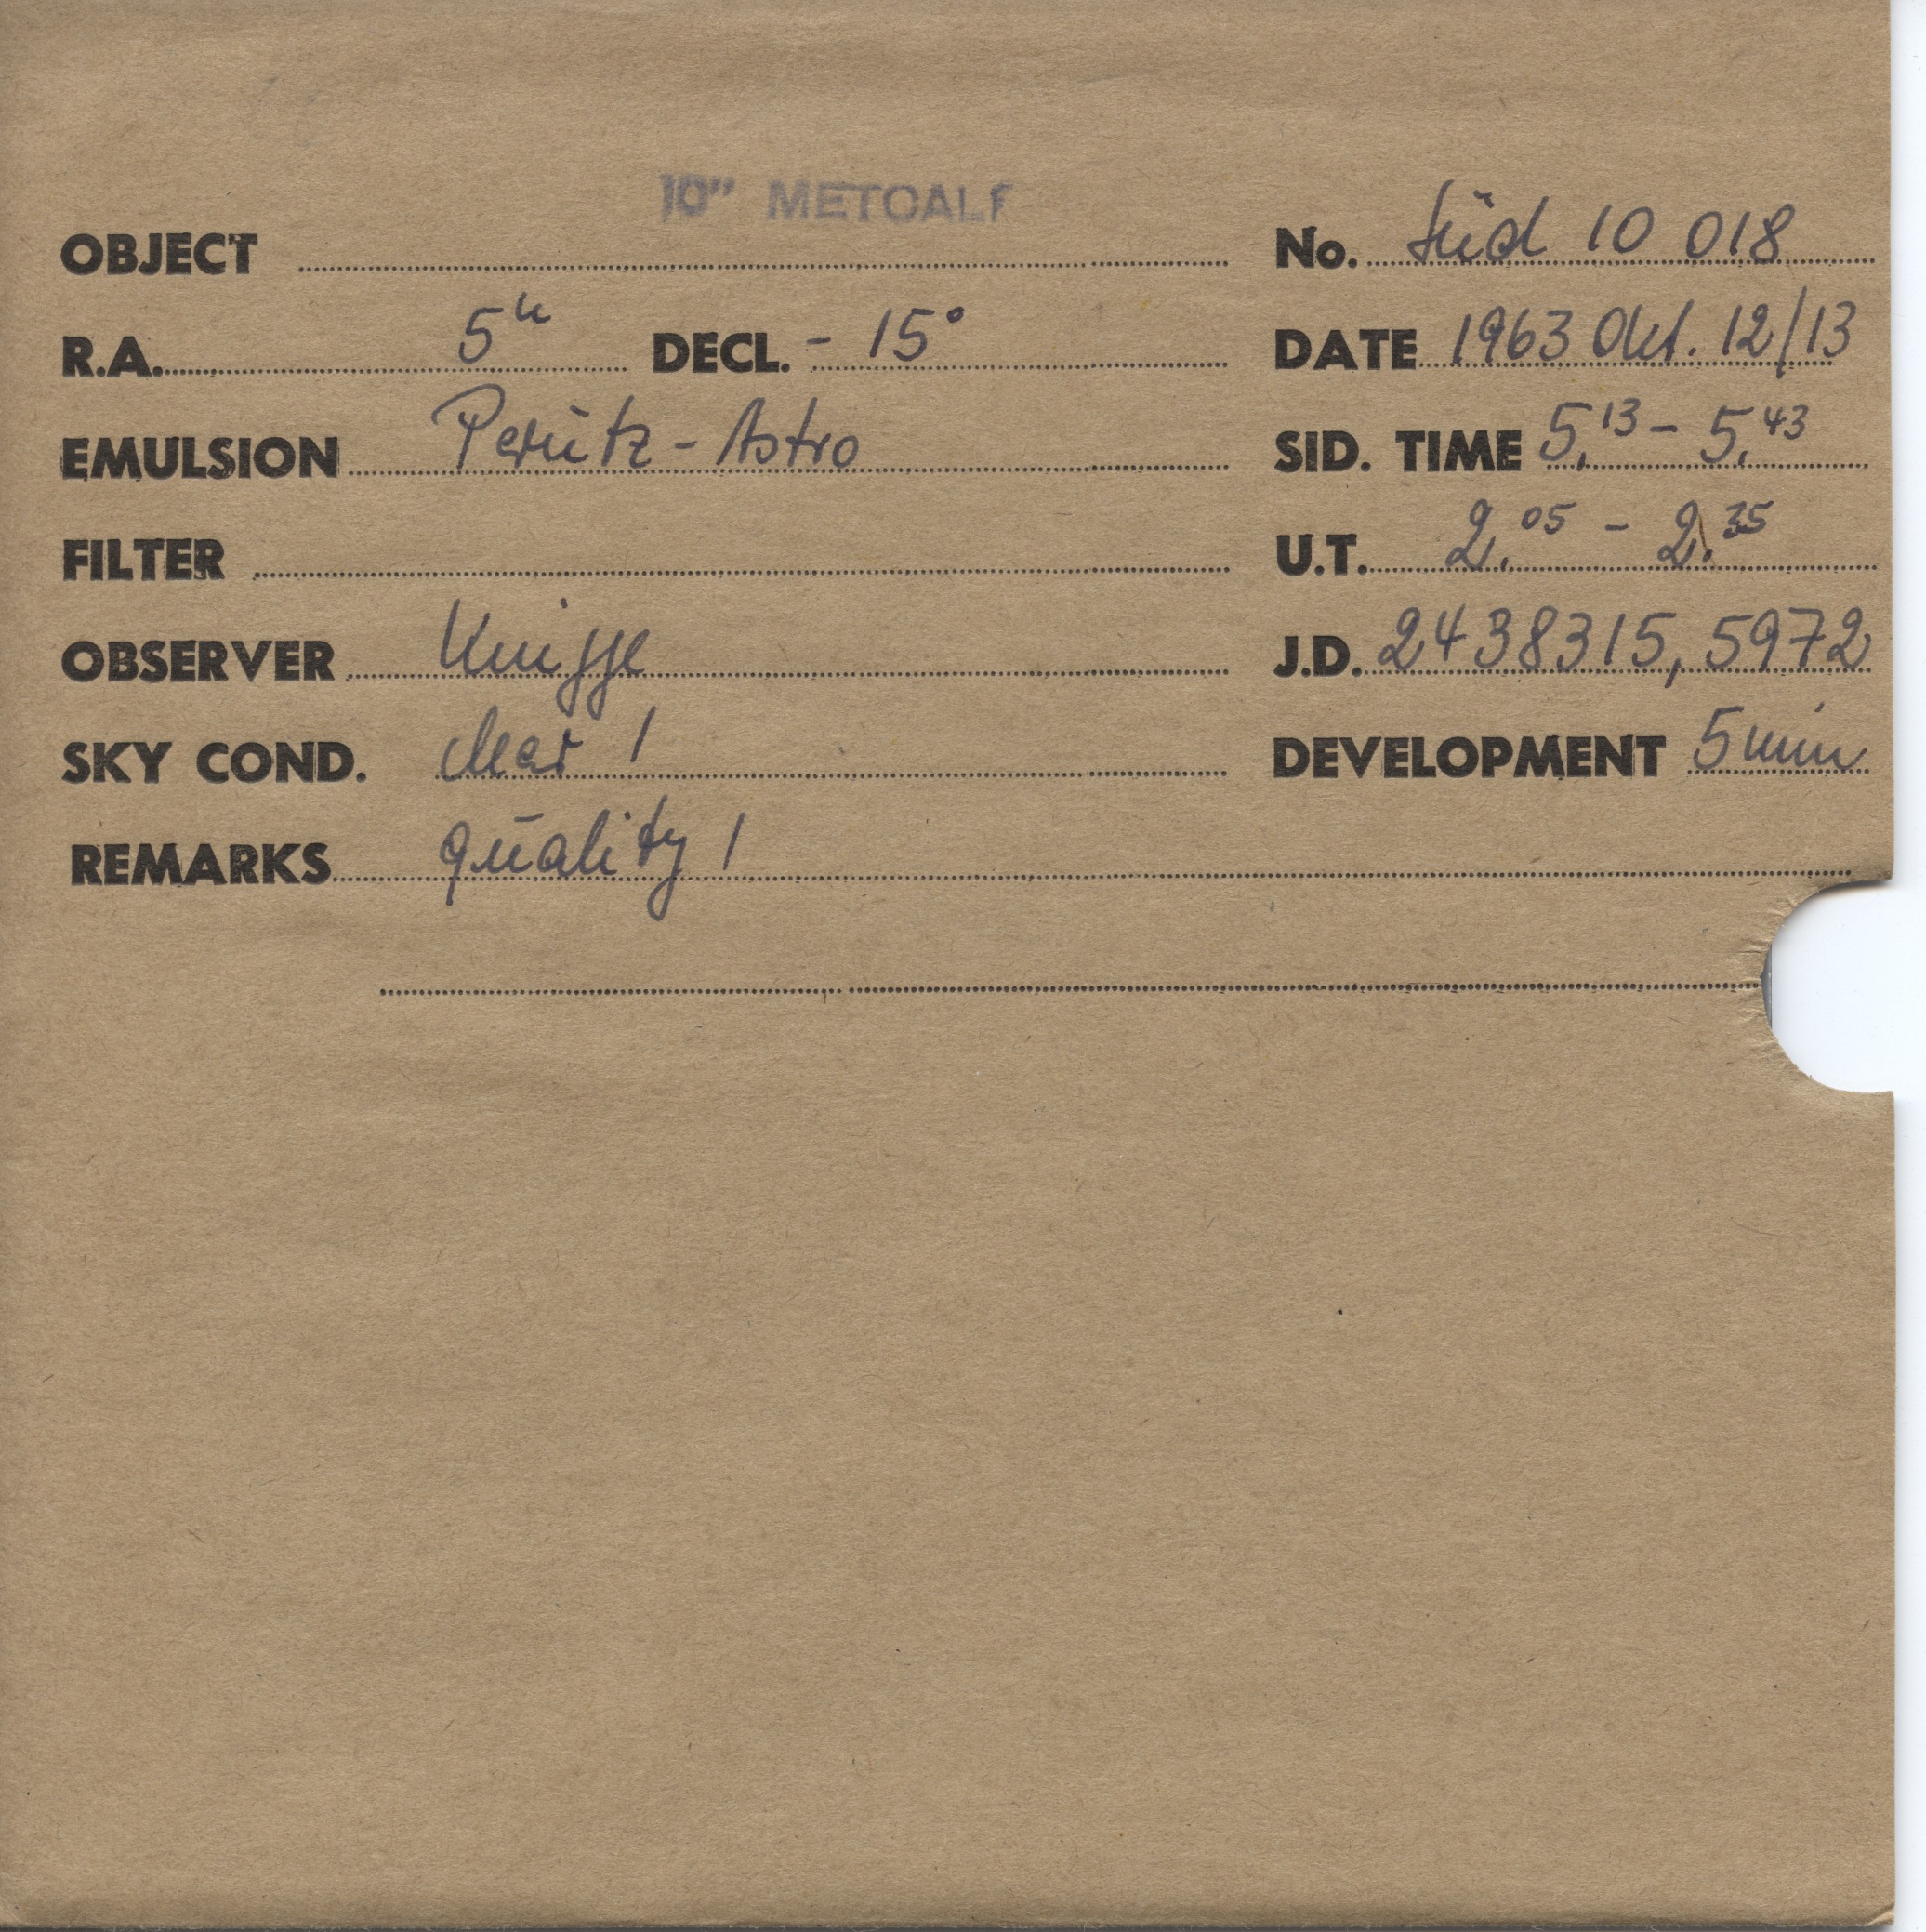 10" METCALF
OBJECT No. Süd 10 018
R.A. 5h DECL. - 15° DATE 1963 Okt. 12/13
EMULSION Perutz - Astro SID. TIME 5,13 - 5,43
FILTER U.T. 2,05 - 2,35
OBSERVER Knigge J.D. 2438315,5972
SKY COND. clear 1 DEVELOPMENT 5 min
REMARKS quality 1